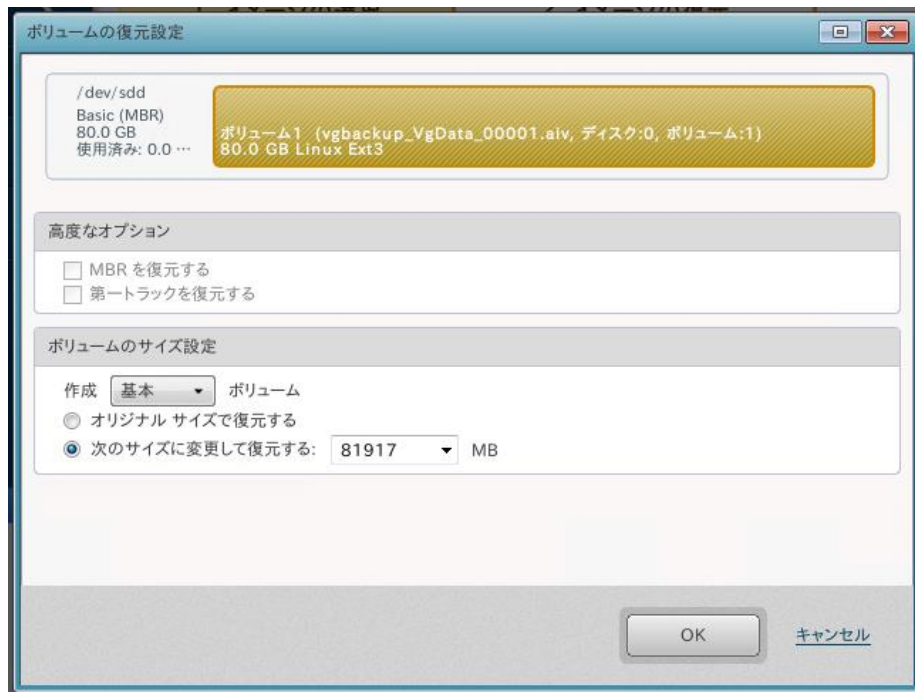 ボリュームの復元設定
/dev/sdd
Basic (MBR)
80.0 GB
使用済み: 0.0 …
ボリューム1 (vgbackup_VgData_00001.aiv, ディスク:0, ボリューム:1)
80.0 GB Linux Ext3
高度なオプション
MBR を復元する
第一トラックを復元する
ボリュームのサイズ設定
作成 基本 ボリューム
オリジナル サイズで復元する
次のサイズに変更して復元する: 81917 MB
OK キャンセル